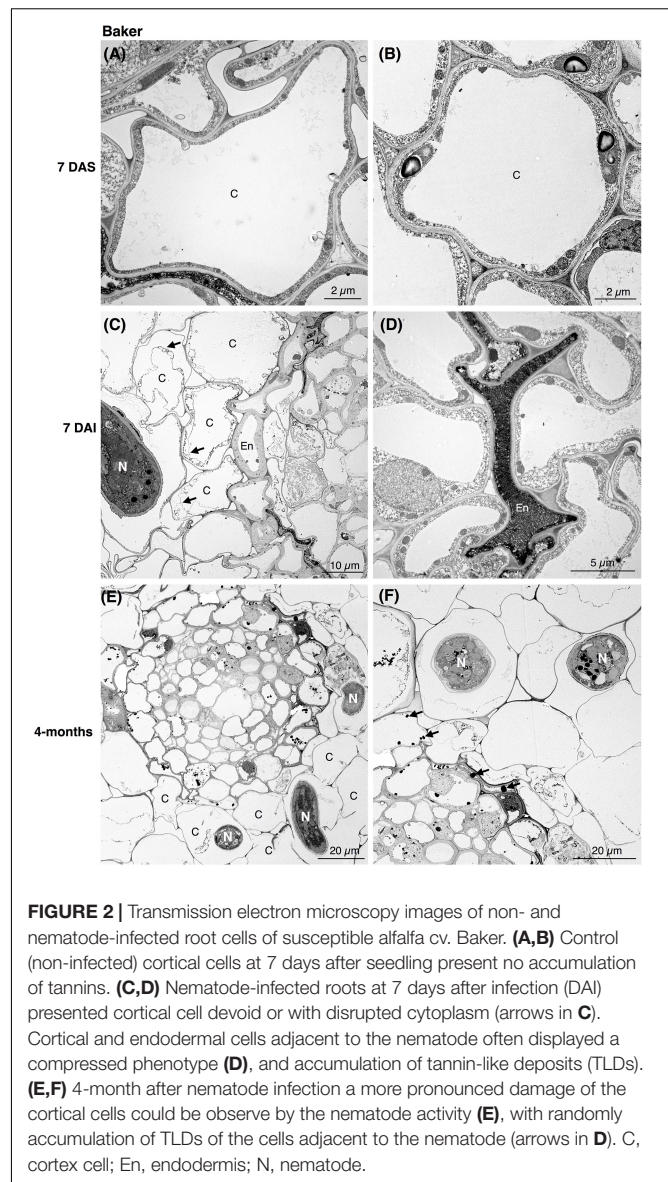 Baker
(A)
(B)
7 DAS
C
C
2 µm
2 µm
(C)
(D)
C
C
7 DAI
En
N
C
C
En
10 µm
5 µm
(E)
(F)
N
N
N
4-months
C
C
C
C
N
C
N
C
C
20 µm
20 µm
FIGURE 2 | Transmission electron microscopy images of non- and
nematode-infected root cells of susceptible alfalfa cv. Baker. (A,B) Control
(non-infected) cortical cells at 7 days after seedling present no accumulation
of tannins. (C,D) Nematode-infected roots at 7 days after infection (DAI)
presented cortical cell devoid or with disrupted cytoplasm (arrows in C).
Cortical and endodermal cells adjacent to the nematode often displayed a
compressed phenotype (D), and accumulation of tannin-like deposits (TLDs).
(E,F) 4-month after nematode infection a more pronounced damage of the
cortical cells could be observe by the nematode activity (E), with randomly
accumulation of TLDs of the cells adjacent to the nematode (arrows in D). C,
cortex cell; En, endodermis; N, nematode.